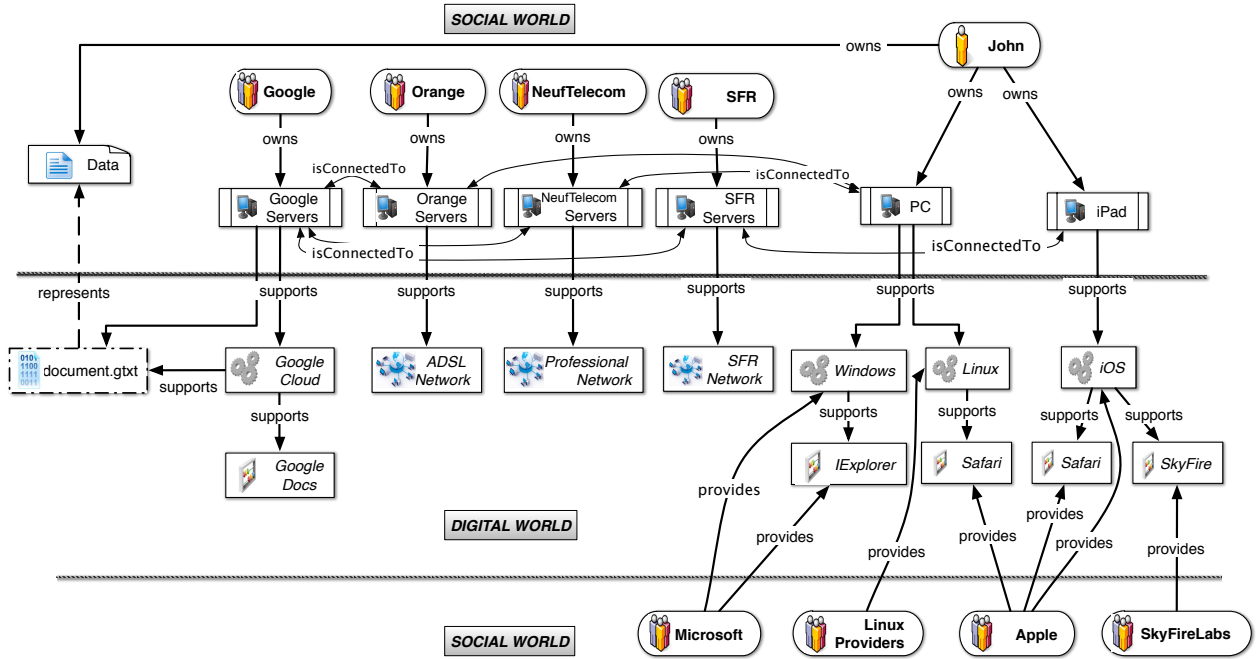 SOCIAL WORLD
owns
John
Google
Orange
NeufTelecom
SFR
owns
owns
owns
owns
owns
owns
Data
isConnectedTo
isConnectedTo
Google
Servers
Orange
Servers
NeufTelecom
Servers
SFR
Servers
PC
iPad
isConnectedTo
isConnectedTo
represents
supports
supports
supports
supports
supports
supports
010
1100
1111
0011
document.gtxt
supports
Google
Cloud
ADSL
Network
Professional
Network
SFR
Network
Windows
Linux
iOS
supports
supports
supports
supports
supports
Google
Docs
IExplorer
Safari
Safari
SkyFire
provides
provides
provides
provides
provides
provides
provides
DIGITAL WORLD
SOCIAL WORLD
Microsoft
Linux
Providers
Apple
SkyFireLabs